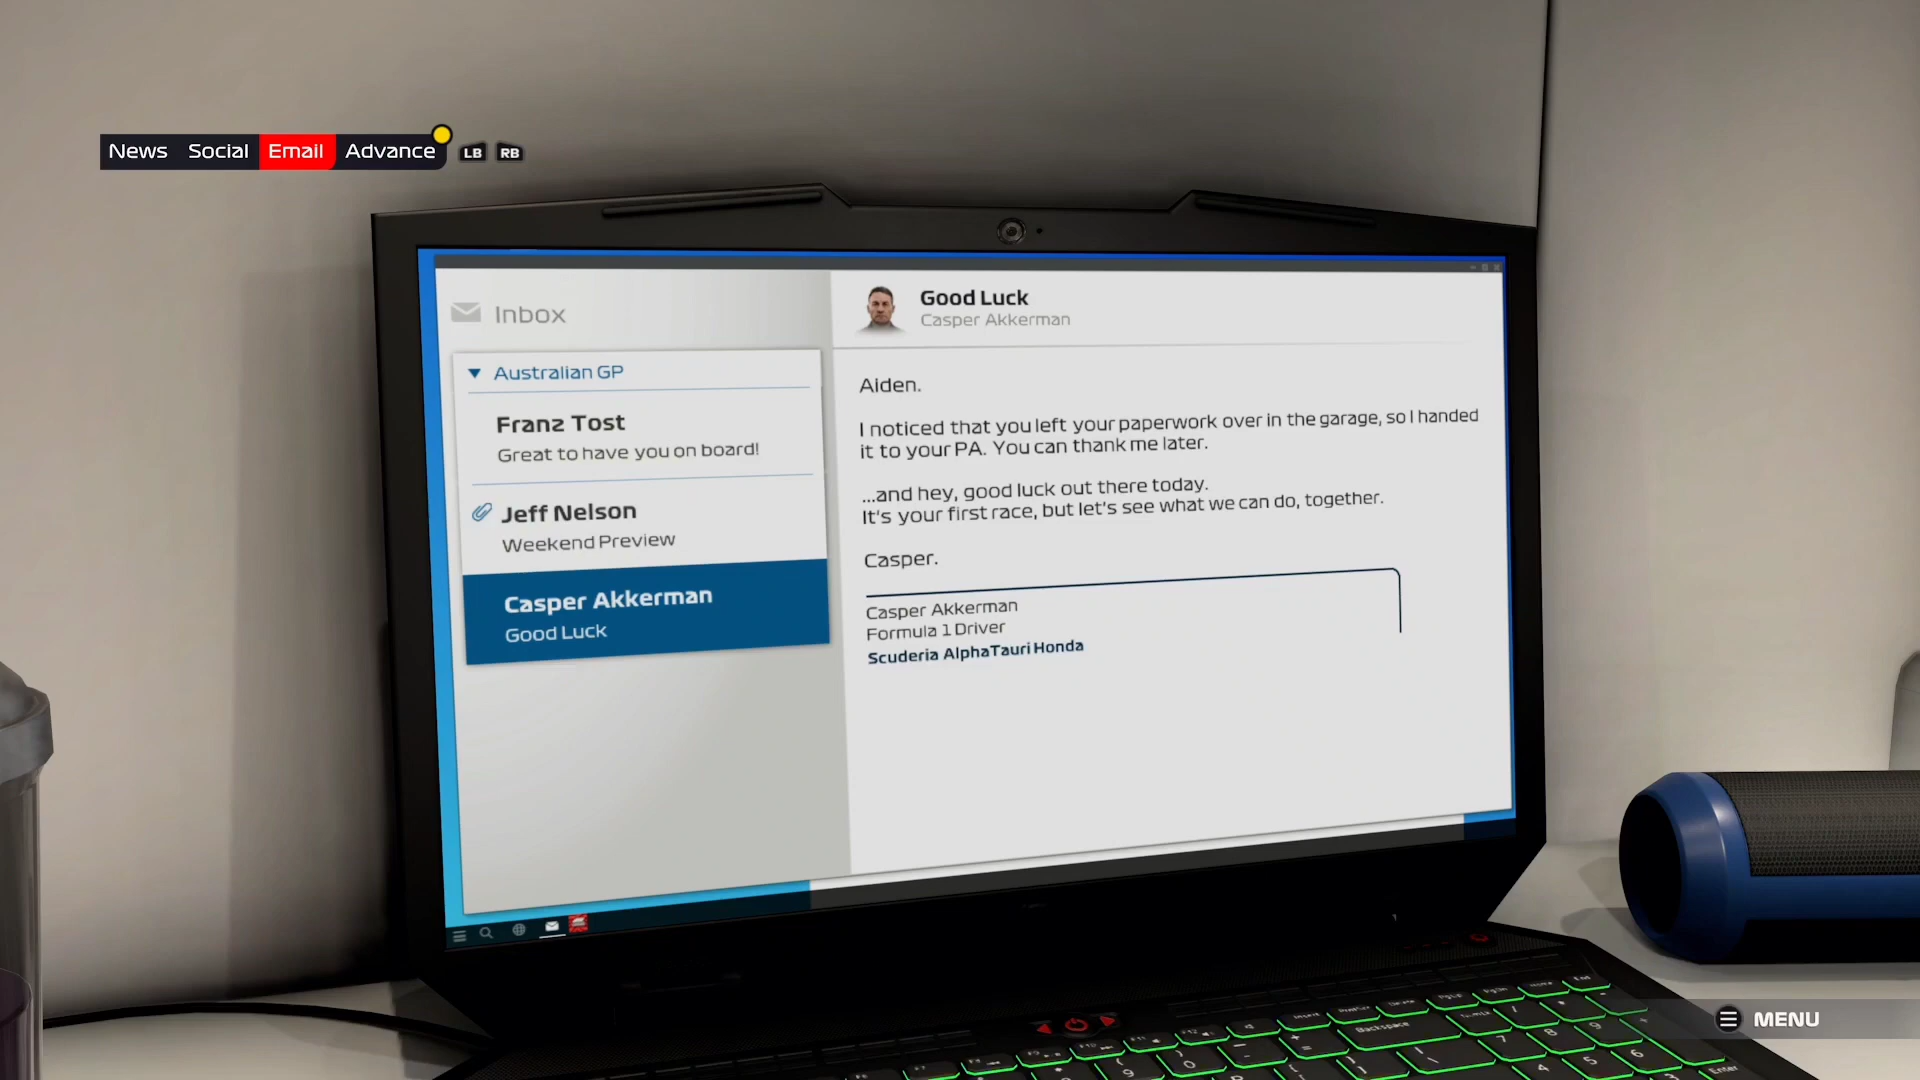 News Social Email Advance LB RB
Inbox
Australian GP
Franz Tost
Great to have you on board!
Jeff Nelson
Weekend Preview
Casper Akkerman
Good Luck
Good Luck
Casper Akkerman
Aiden.
I noticed that you left your paperwork over in the garage, so I handed
it to your PA. You can thank me later.
...and hey, good luck out there today.
It's your first race, but let's see what we can do, together.
Casper.
Casper Akkerman
Formula 1 Driver
Scuderia AlphaTauri Honda
MENU
Backspace
Enter